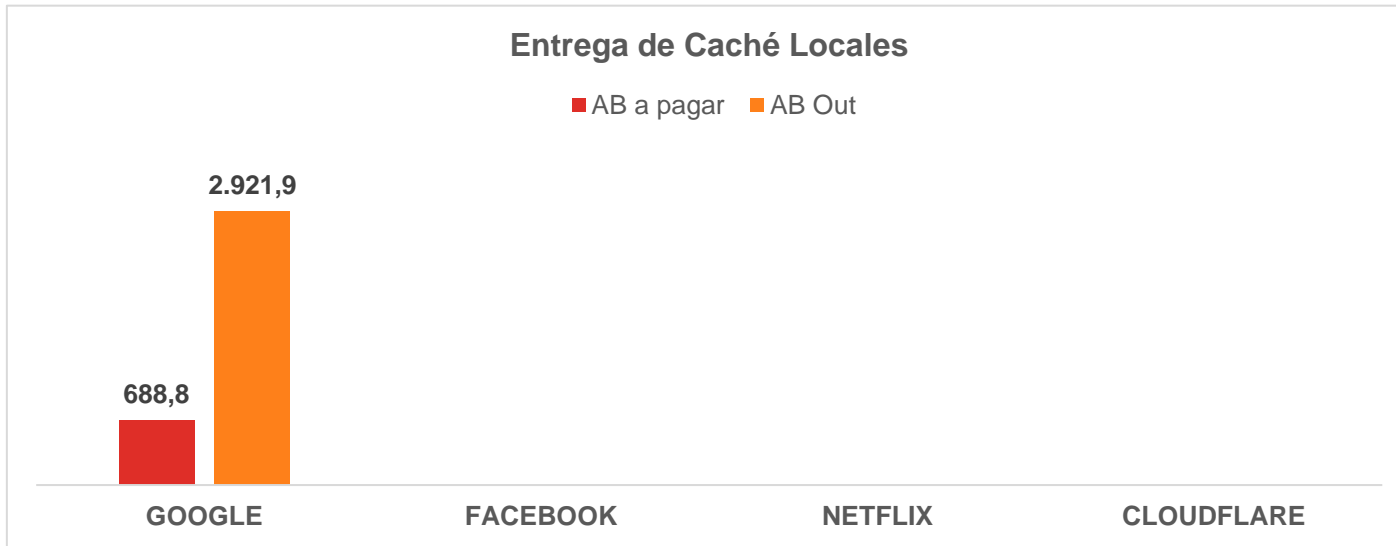 Entrega de Caché Locales
AB a pagar AB Out
2.921,9
688,8
GOOGLE FACEBOOK NETFLIX CLOUDFLARE